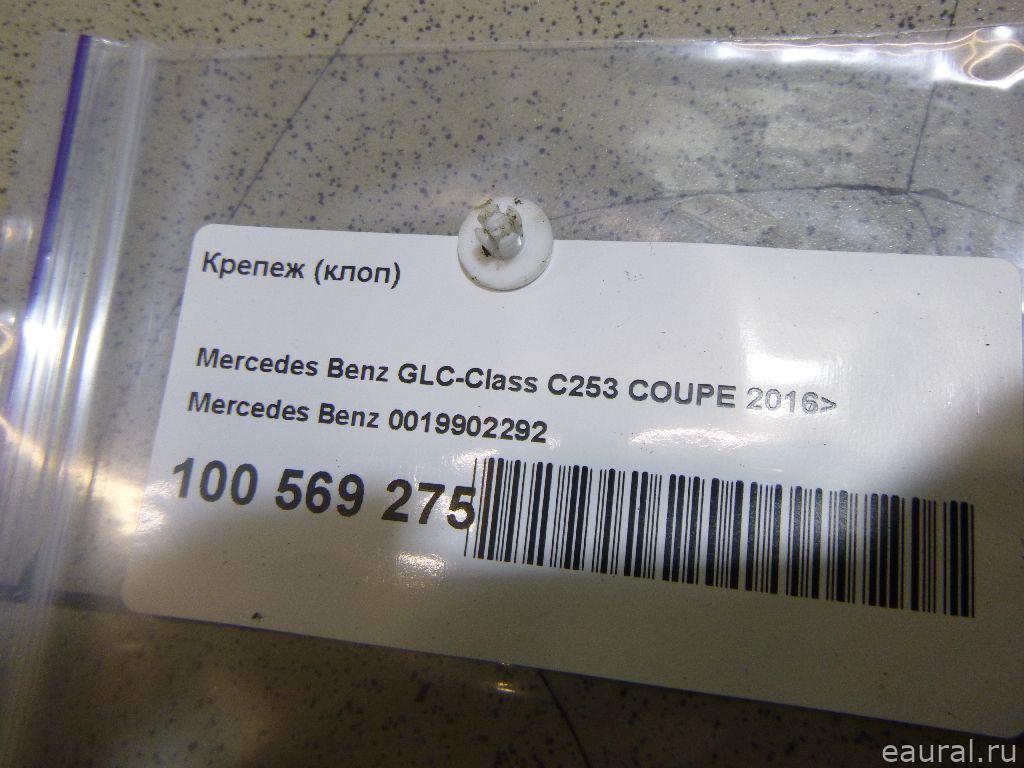 Крепеж (клоп)
Mercedes Benz GLC-Class C253 COUPE 2016>
Mercedes Benz 0019902292
100 569 275
eaural.ru